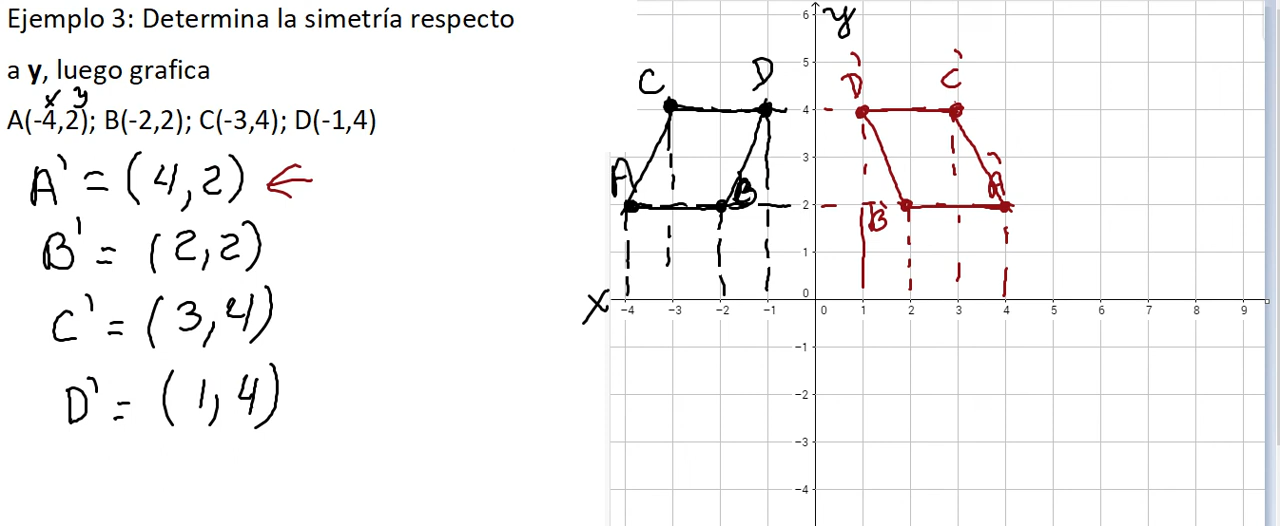 Ejemplo 3: Determina la simetría respecto
a y, luego grafica
x y
A(-4,2); B(-2,2); C(-3,4); D(-1,4)
A' = (4,2)
B' = (2,2)
C' = (3,4)
D' = (1,4)
y
6
5
4
3
2
1
0
C D
D' C'
A B
B' A'
x
−4 −3 −2 −1 0 1 2 3 4 5 6 7 8 9
−1
−2
−3
−4